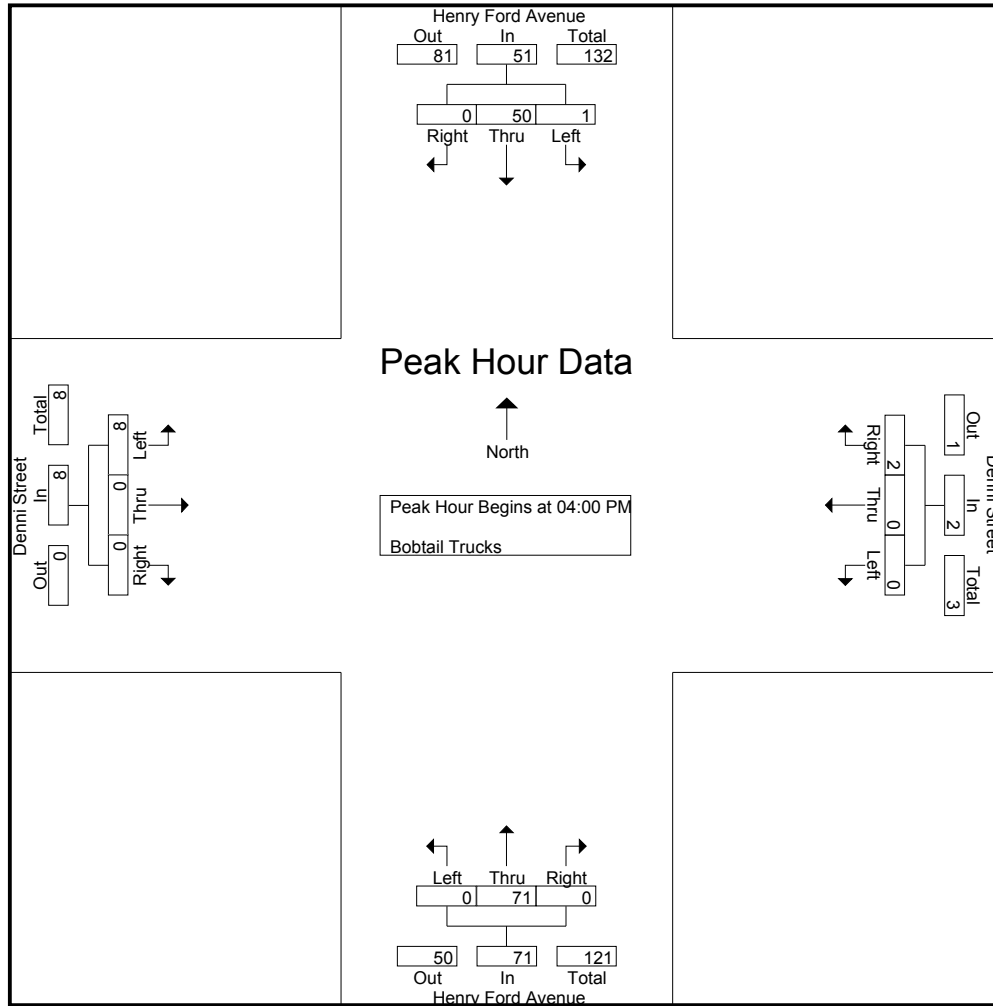 Henry Ford Avenue
Out In Total
81 51 132
0 50 1
Right Thru Left
Peak Hour Data
North
Peak Hour Begins at 04:00 PM
Bobtail Trucks
Denni Street
Total In Out
8 8 0
8 0 0
Left Thru Right
Right Thru Left
2 0 0
Out In Total
1 2 3
Denni Street
Left Thru Right
0 71 0
50 71 121
Out In Total
Henry Ford Avenue